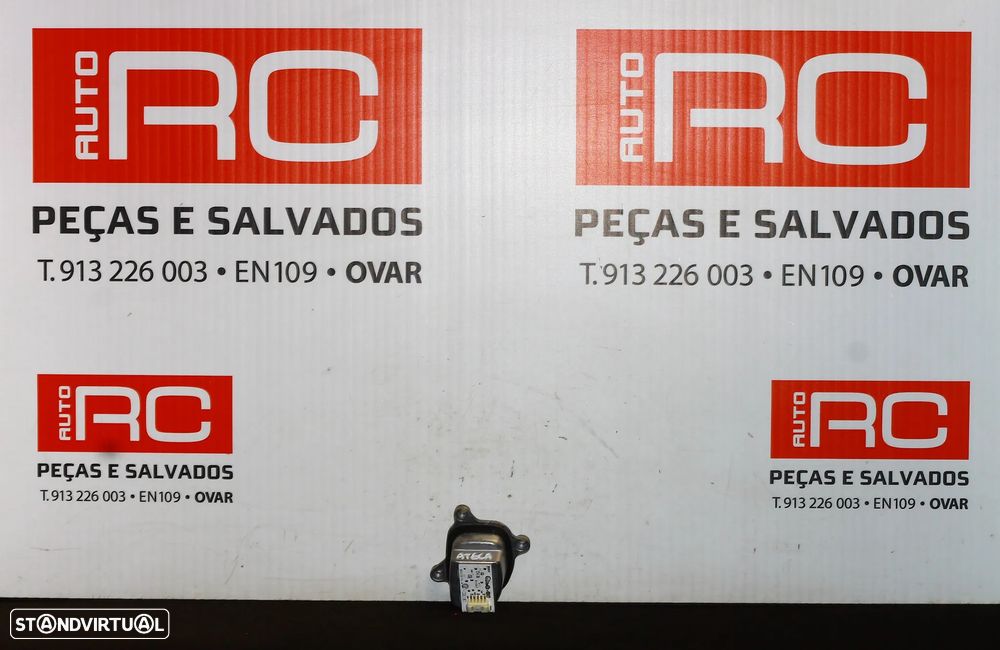 AUTO RC
PEÇAS E SALVADOS
T. 913 226 003 • EN109 • OVAR
AUTO RC
PEÇAS E SALVADOS
T. 913 226 003 • EN109 • OVAR
AUTO RC
PEÇAS E SALVADOS
T. 913 226 003 • EN109 • OVAR
AUTO RC
PEÇAS E SALVADOS
T. 913 226 003 • EN109 • OVAR
ATECA
STANDVIRTUAL